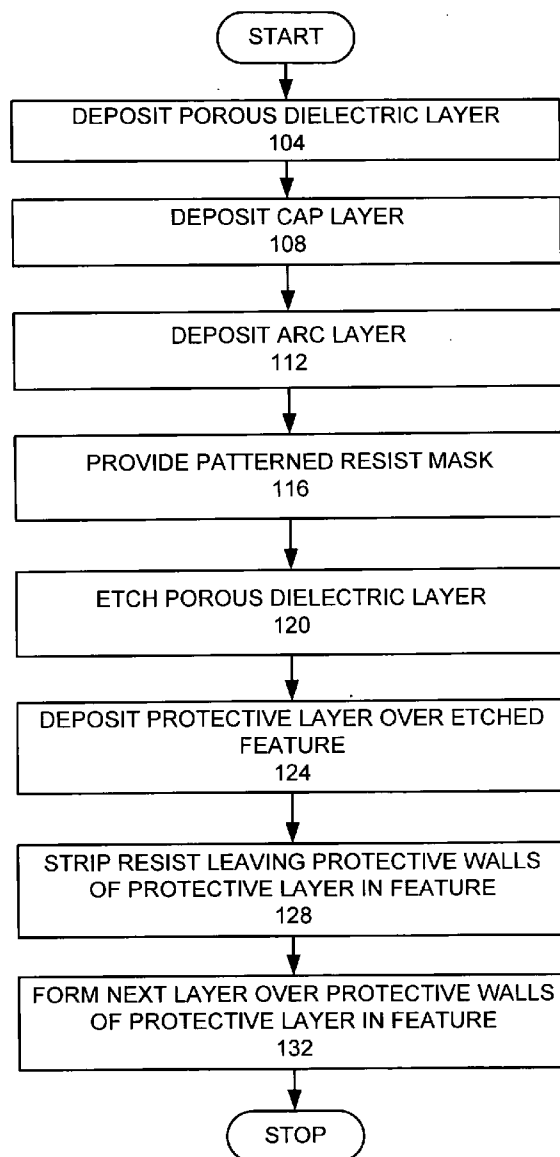 START
DEPOSIT POROUS DIELECTRIC LAYER
104
DEPOSIT CAP LAYER
108
DEPOSIT ARC LAYER
112
PROVIDE PATTERNED RESIST MASK
116
ETCH POROUS DIELECTRIC LAYER
120
DEPOSIT PROTECTIVE LAYER OVER ETCHED
FEATURE
124
STRIP RESIST LEAVING PROTECTIVE WALLS
OF PROTECTIVE LAYER IN FEATURE
128
FORM NEXT LAYER OVER PROTECTIVE WALLS
OF PROTECTIVE LAYER IN FEATURE
132
STOP